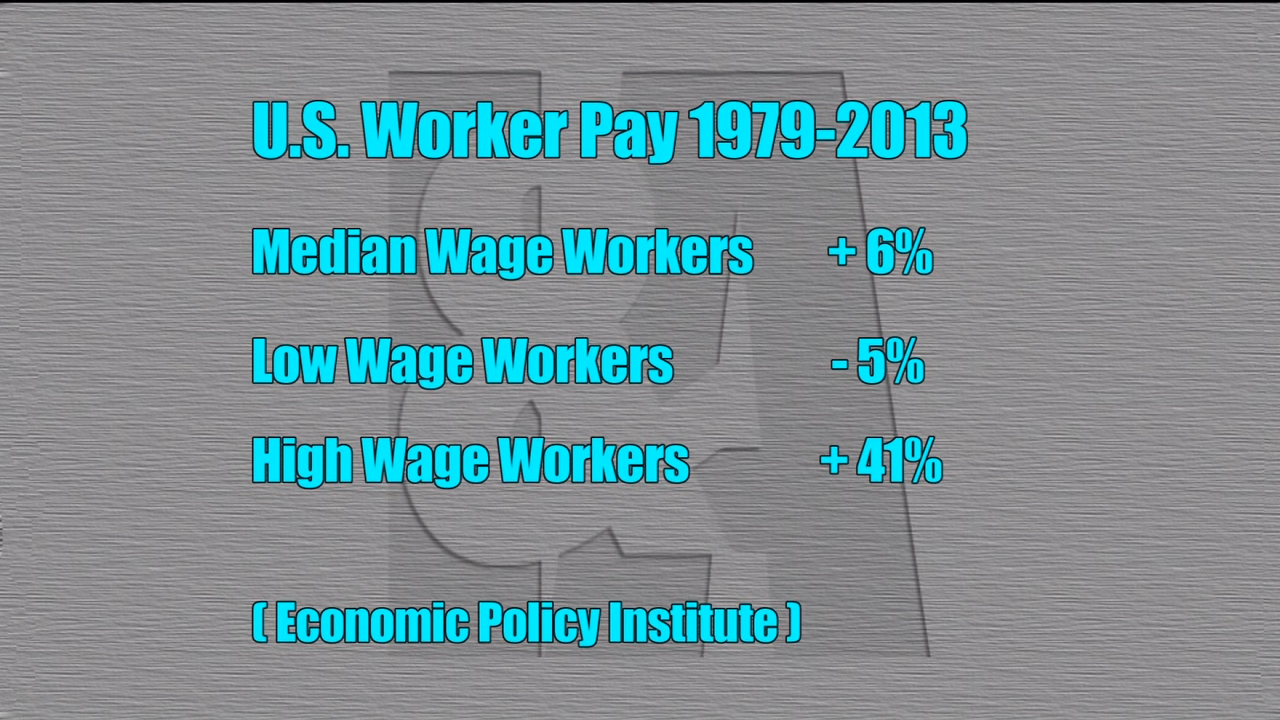 U.S. Worker Pay 1979-2013
Median Wage Workers + 6%
Low Wage Workers - 5%
High Wage Workers + 41%
( Economic Policy Institute )